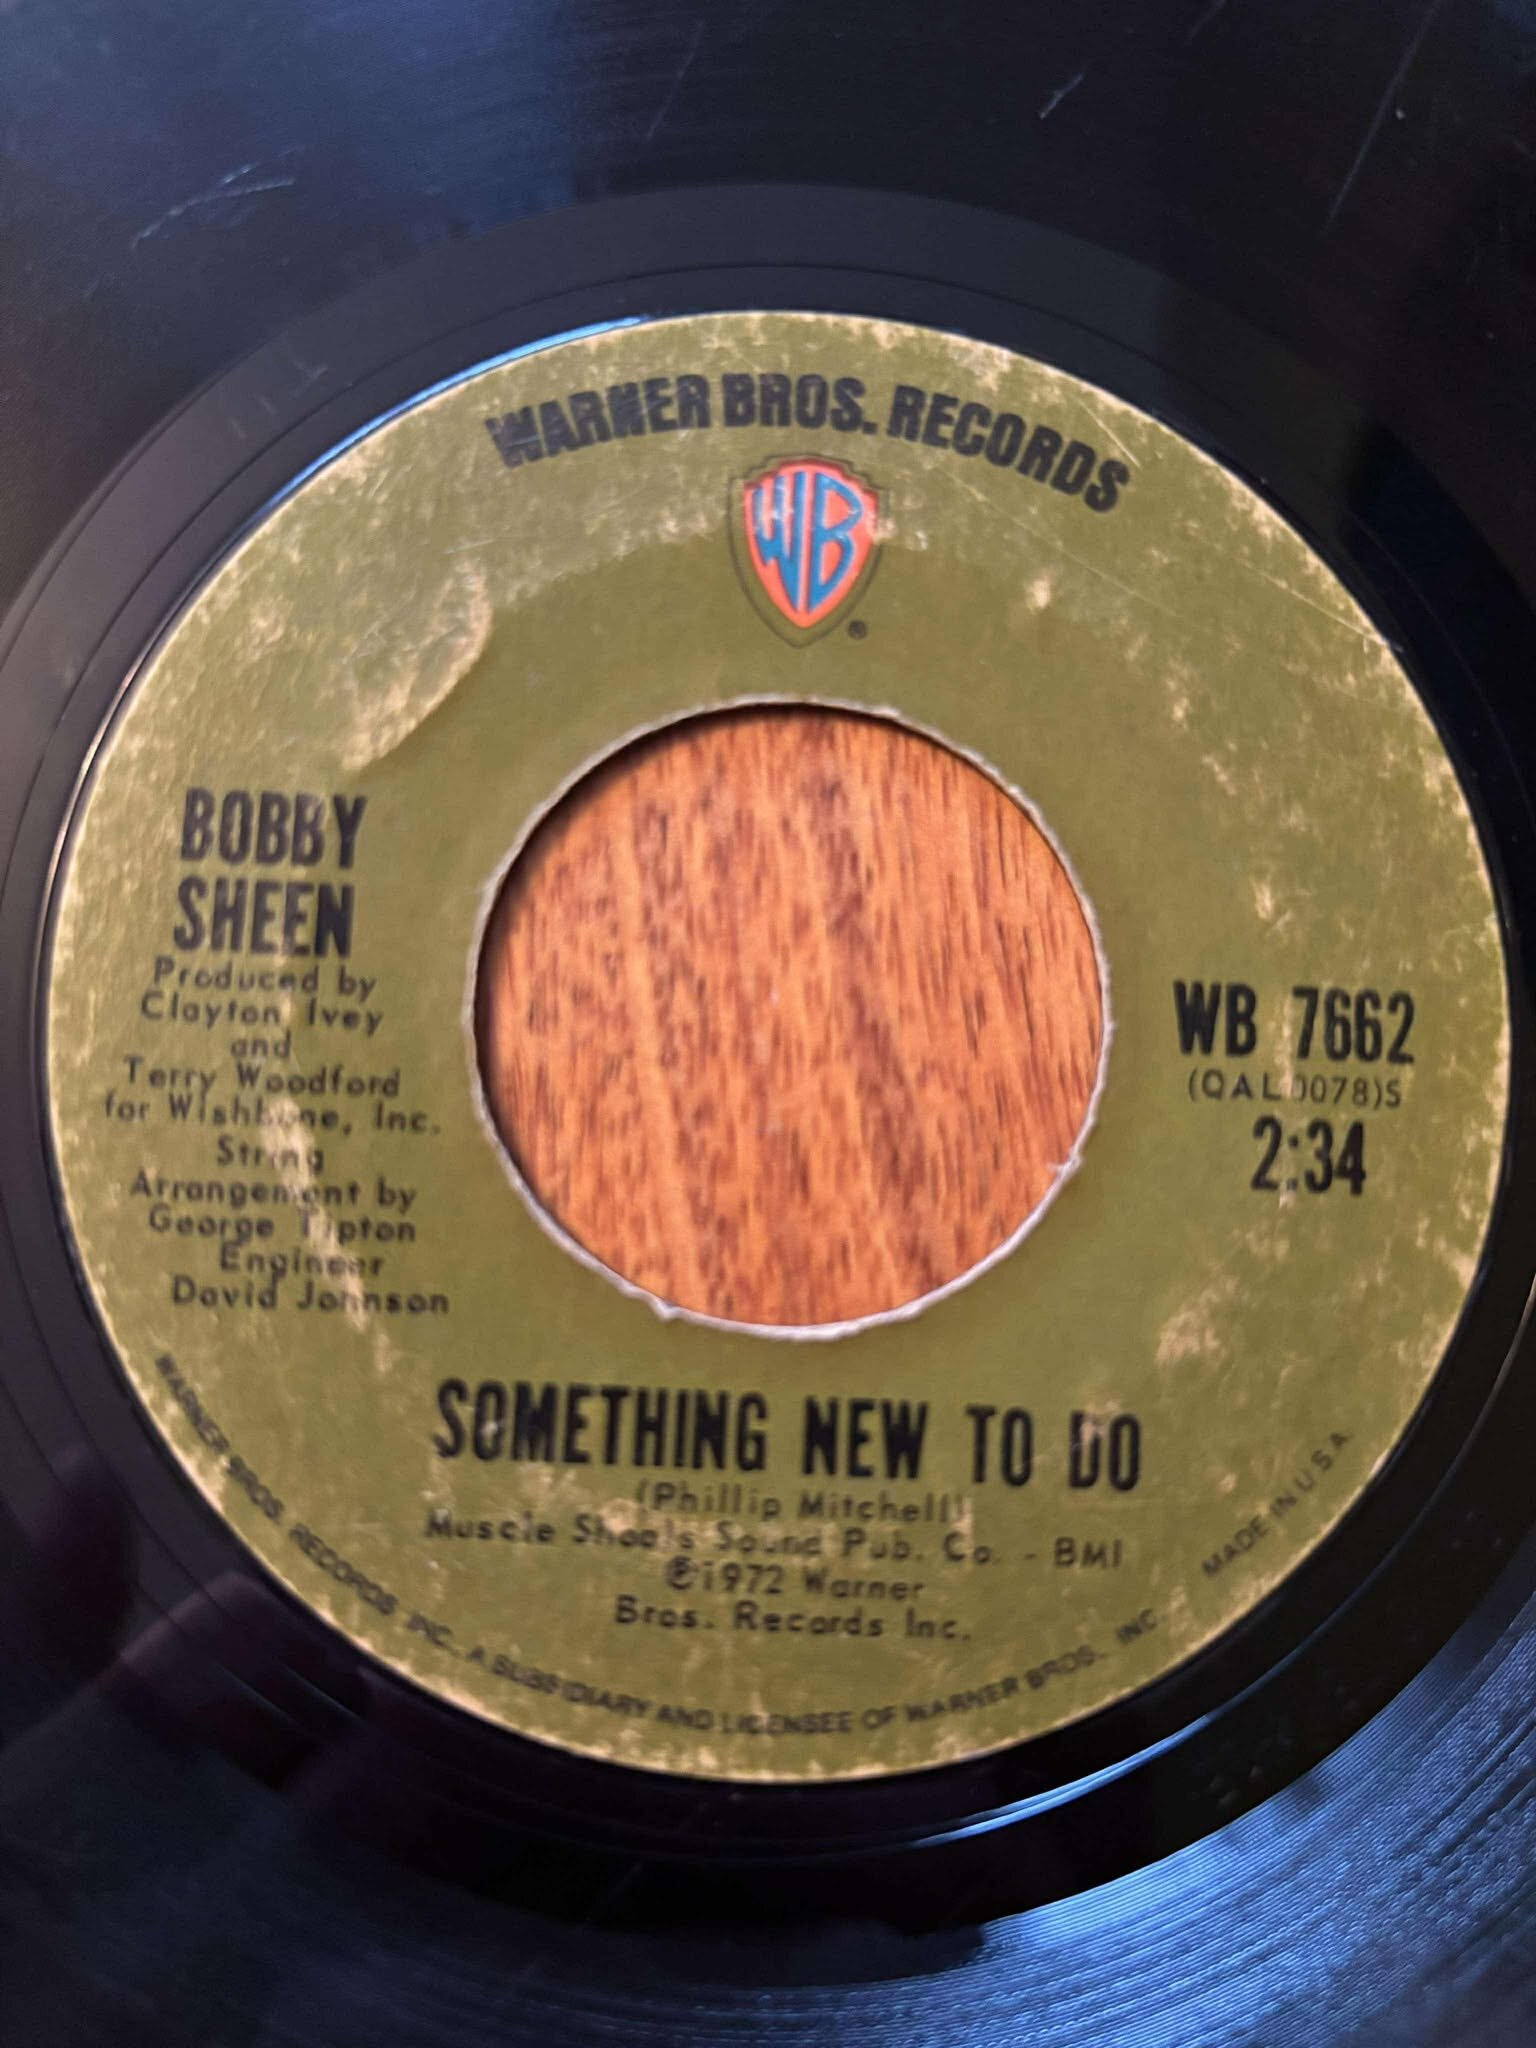 WARNER BROS. RECORDS
WB
®
BOBBY
SHEEN
Produced by
Clayton Ivey
and
Terry Woodford
for Wishbone, Inc.
String
Arrangement by
George Tipton
Engineer
David Johnson
WB 7662
(QAL 0078)S
2:34
SOMETHING NEW TO DO
(Phillip Mitchell)
Muscle Shoals Sound Pub. Co. - BMI
℗1972 Warner
Bros. Records Inc.
WARNER BROS. RECORDS INC. A SUBSIDIARY AND LICENSEE OF WARNER BROS. INC.
MADE IN U.S.A.